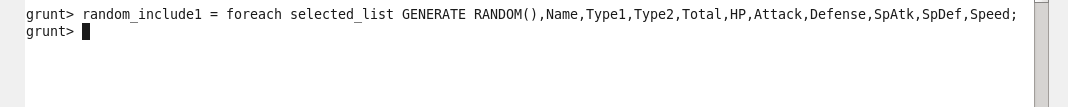 grunt> random_include1 = foreach selected_list GENERATE RANDOM(),Name,Type1,Type2,Total,HP,Attack,Defense,SpAtk,SpDef,Speed;
grunt>